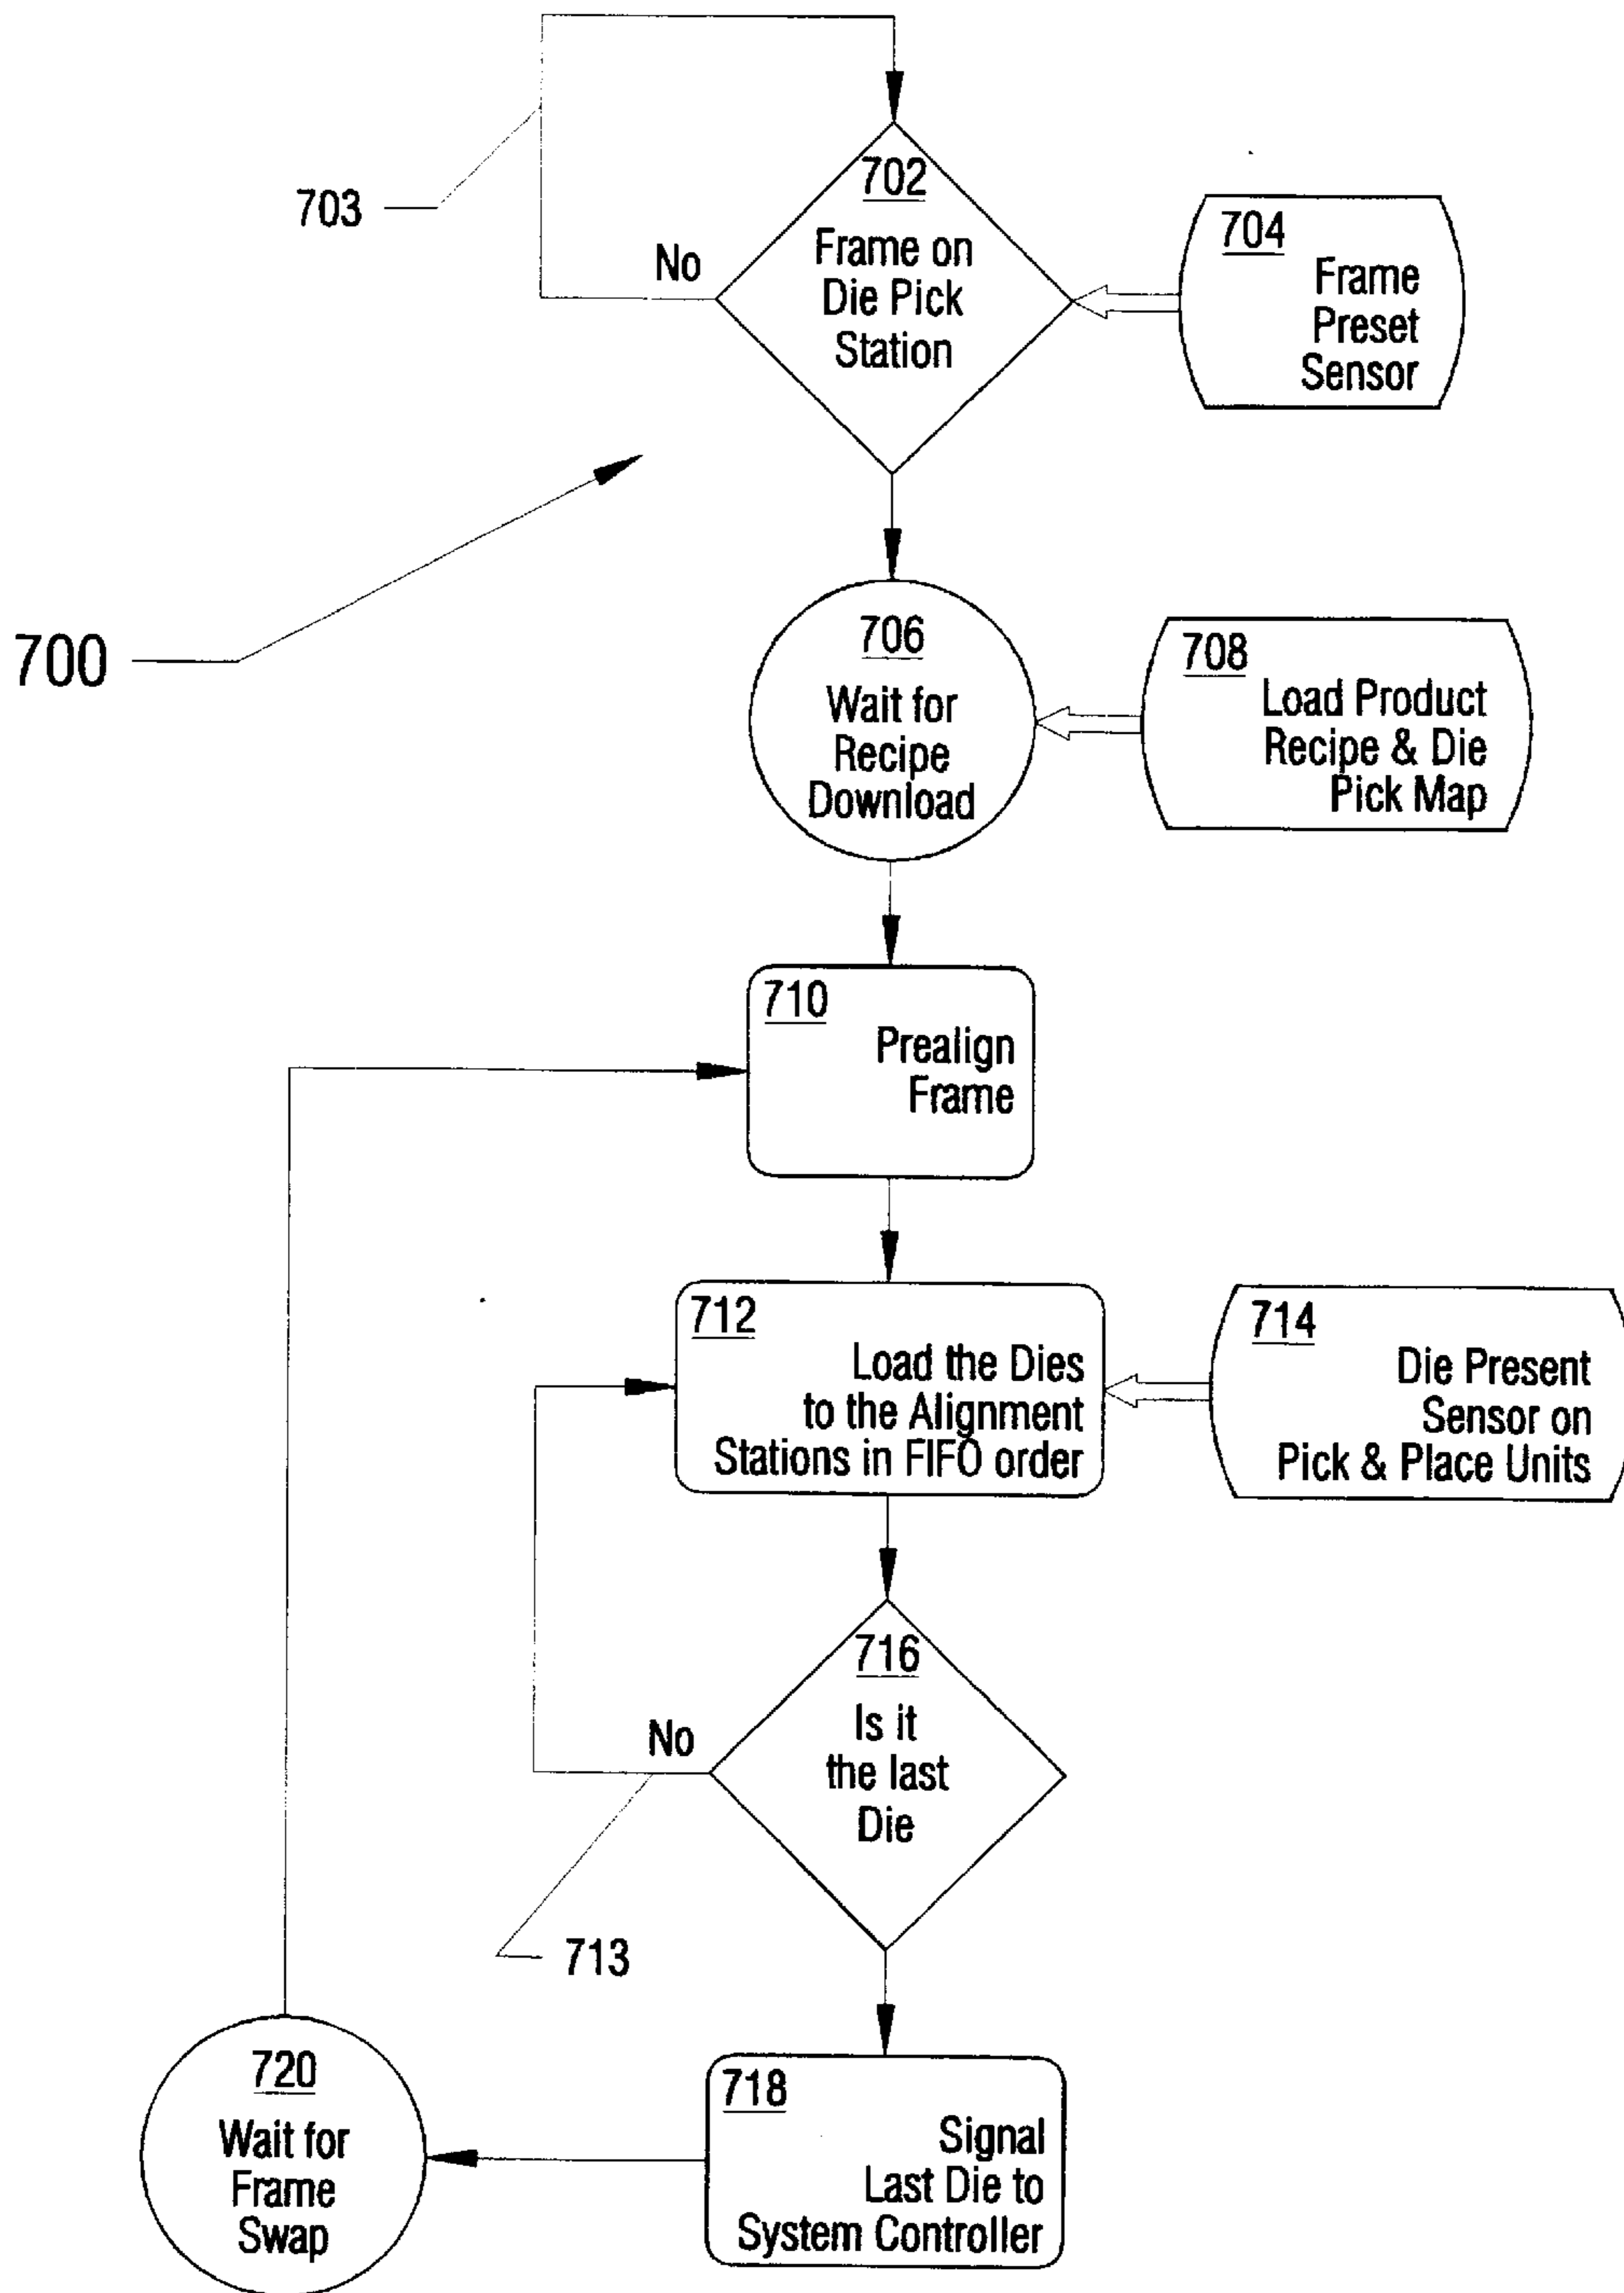 702
703
Frame on
Die Pick
Station
No
704
Frame
Preset
Sensor
700
706
Wait for
Recipe
Download
708
Load Product
Recipe & Die
Pick Map
710
Prealign
Frame
712
Load the Dies
to the Alignment
Stations in FIFO order
714
Die Present
Sensor on
Pick & Place Units
716
Is it
the last
Die
No
713
718
Signal
Last Die to
System Controller
720
Wait for
Frame
Swap